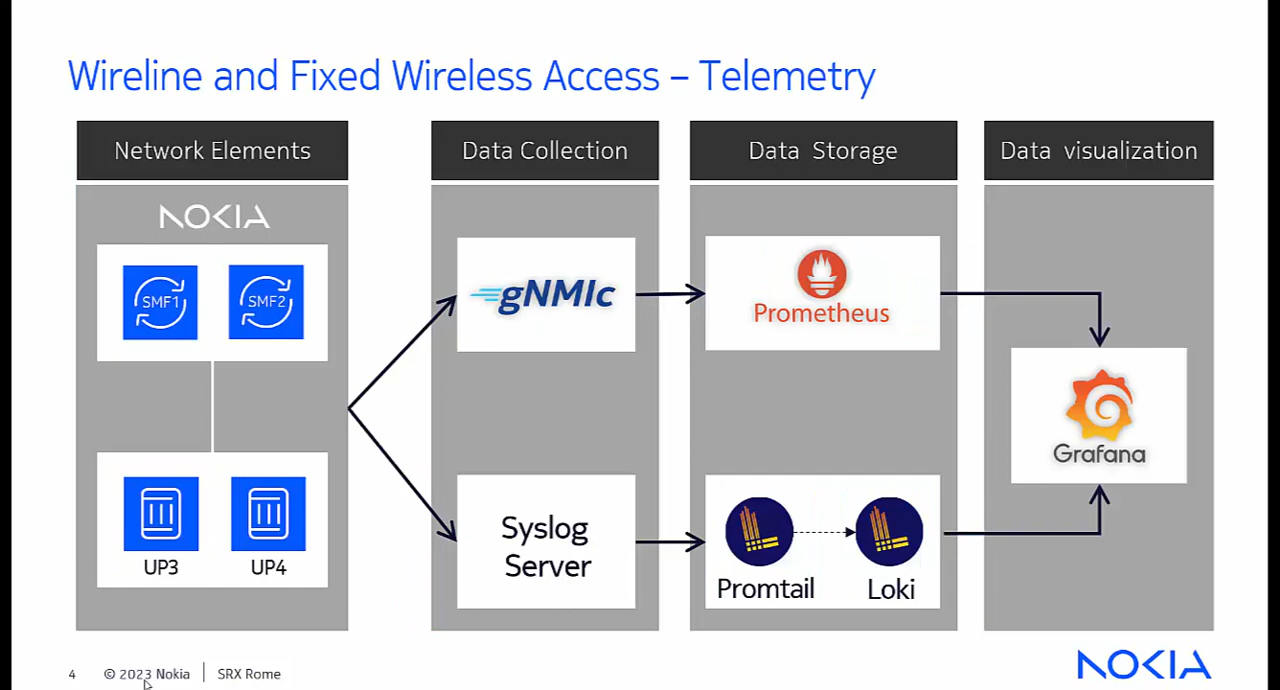 Wireline and Fixed Wireless Access – Telemetry
Network Elements
Data Collection
Data Storage
Data visualization
NOKIA
SMF1
SMF2
gNMIc
Prometheus
Grafana
UP3
UP4
Syslog
Server
Promtail
Loki
4
© 2023 Nokia
SRX Rome
NOKIA